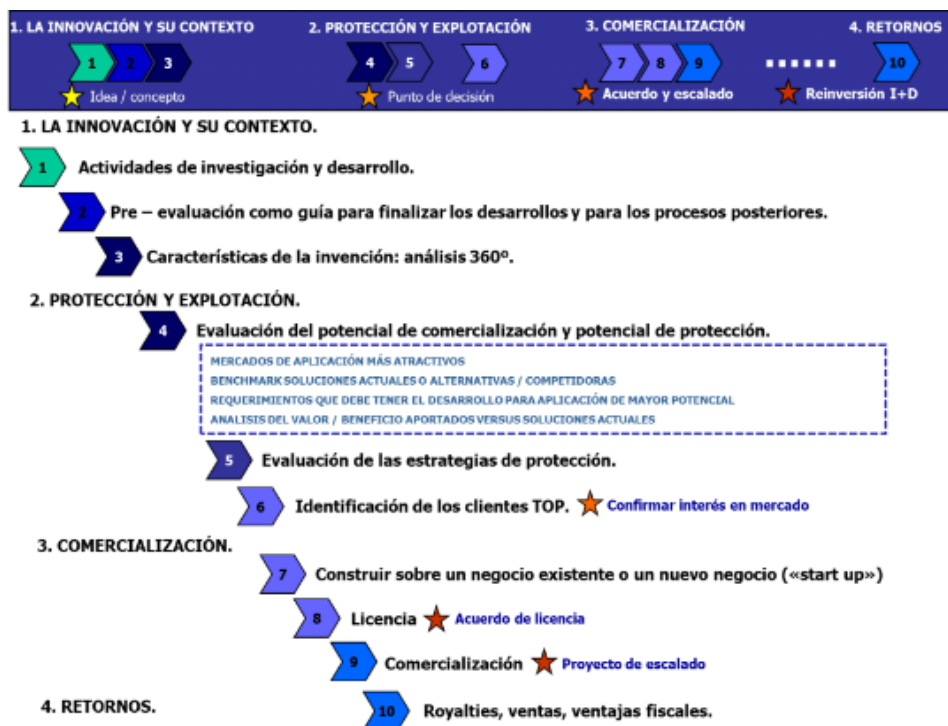 1. LA INNOVACIÓN Y SU CONTEXTO
2. PROTECCIÓN Y EXPLOTACIÓN
3. COMERCIALIZACIÓN
4. RETORNOS
1 2 3
4 5 6
7 8 9
10
Idea / concepto
Punto de decisión
Acuerdo y escalado
Reinversión I+D
1. LA INNOVACIÓN Y SU CONTEXTO.
1 Actividades de investigación y desarrollo.
2 Pre – evaluación como guía para finalizar los desarrollos y para los procesos posteriores.
3 Características de la invención: análisis 360º.
2. PROTECCIÓN Y EXPLOTACIÓN.
4 Evaluación del potencial de comercialización y potencial de protección.
MERCADOS DE APLICACIÓN MÁS ATRACTIVOS
BENCHMARK SOLUCIONES ACTUALES O ALTERNATIVAS / COMPETIDORAS
REQUERIMIENTOS QUE DEBE TENER EL DESARROLLO PARA APLICACIÓN DE MAYOR POTENCIAL
ANALISIS DEL VALOR / BENEFICIO APORTADOS VERSUS SOLUCIONES ACTUALES
5 Evaluación de las estrategias de protección.
6 Identificación de los clientes TOP. Confirmar interés en mercado
3. COMERCIALIZACIÓN.
7 Construir sobre un negocio existente o un nuevo negocio («start up»)
8 Licencia Acuerdo de licencia
9 Comercialización Proyecto de escalado
4. RETORNOS.
10 Royalties, ventas, ventajas fiscales.